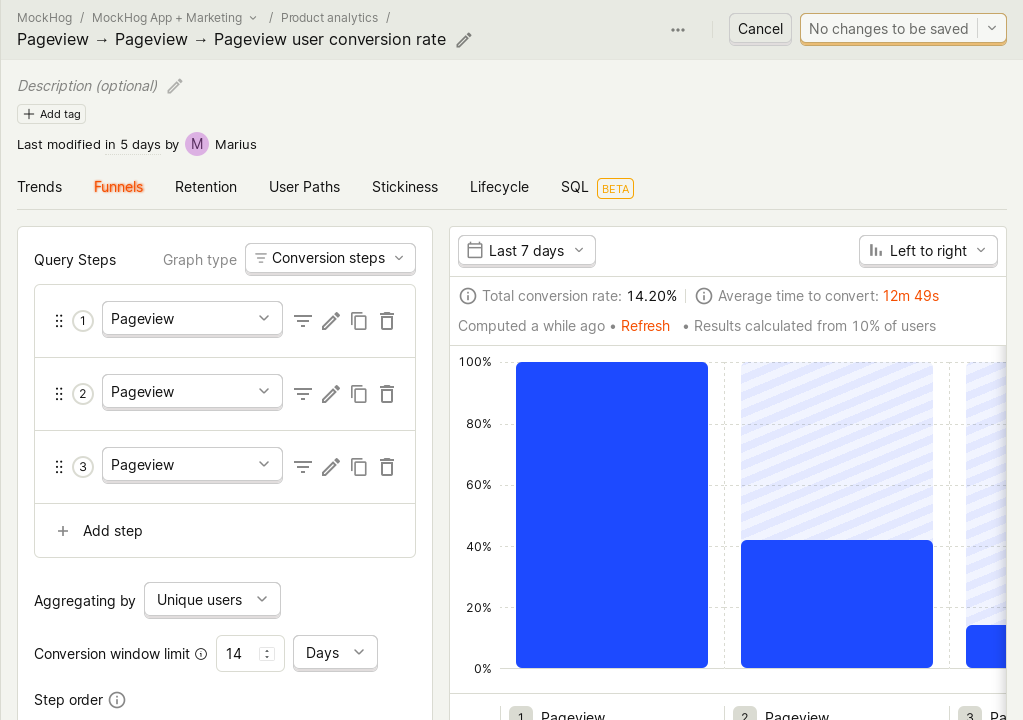 MockHog / MockHog App + Marketing / Product analytics /
Pageview → Pageview → Pageview user conversion rate
Cancel
No changes to be saved
Description (optional)
+ Add tag
Last modified in 5 days by M Marius
Trends Funnels Retention User Paths Stickiness Lifecycle SQL BETA
Query Steps Graph type Conversion steps
1 Pageview
2 Pageview
3 Pageview
+ Add step
Aggregating by Unique users
Conversion window limit 14 Days
Step order
Last 7 days Left to right
Total conversion rate: 14.20% Average time to convert: 12m 49s
Computed a while ago • Refresh • Results calculated from 10% of users
100%
80%
60%
40%
20%
0%
1 Pageview 2 Pageview 3 Pa